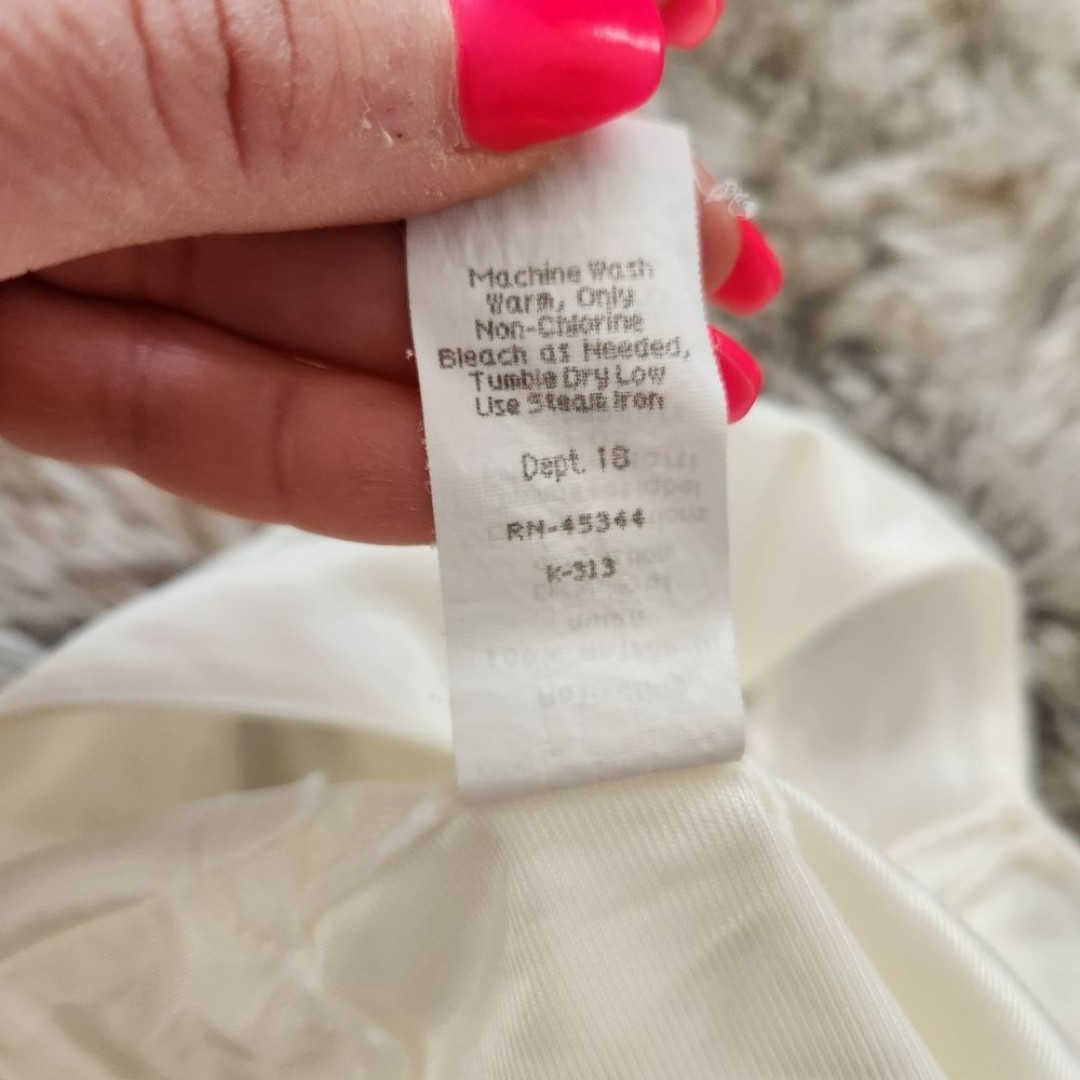 Machine Wash
Warm, Only
Non-Chlorine
Bleach as Needed,
Tumble Dry Low
Use Steam Iron
Dept. 18
RN-45344
K-313